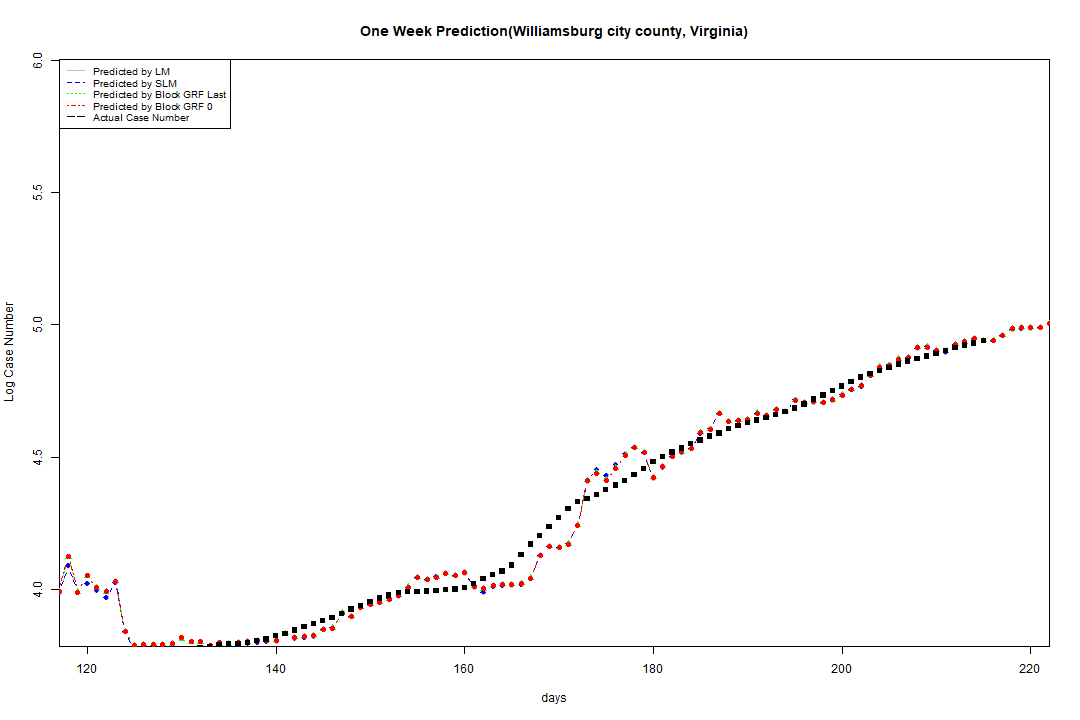 One Week Prediction(Williamsburg city county, Virginia)
Predicted by LM
Predicted by SLM
Predicted by Block GRF Last
Predicted by Block GRF 0
Actual Case Number
6.0
5.5
5.0
4.5
4.0
Log Case Number
120 140 160 180 200 220
days